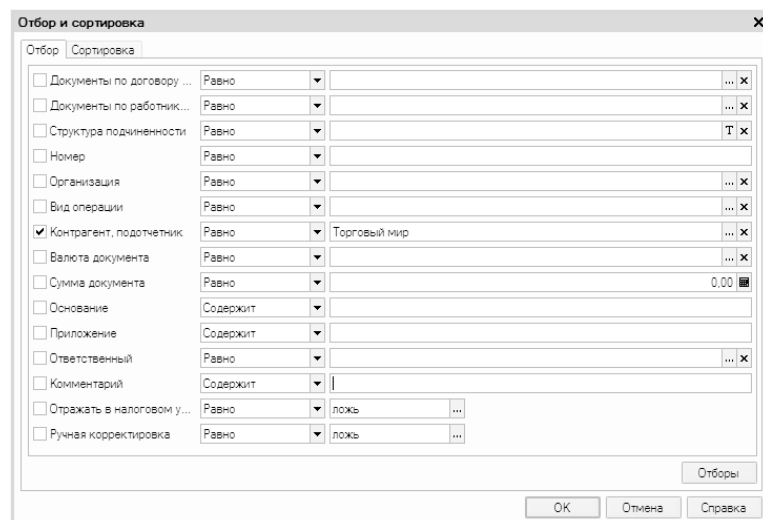 Отбор и сортировка
Отбор Сортировка
Документы по договору ... Равно
Документы по работник... Равно
Структура подчиненности Равно T
Номер Равно
Организация Равно
Вид операции Равно
Контрагент, подотчетник Равно Торговый мир
Валюта документа Равно
Сумма документа Равно 0,00
Основание Содержит
Приложение Содержит
Ответственный Равно
Комментарий Содержит
Отражать в налоговом у... Равно ложь
Ручная корректировка Равно ложь
Отборы
OK Отмена Справка